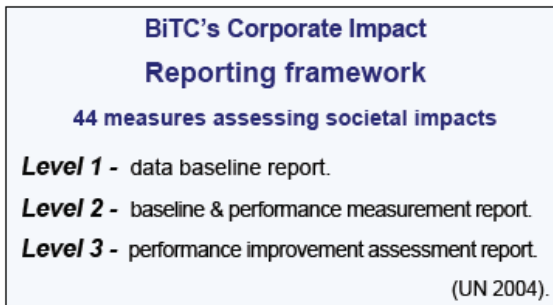 BiTC's Corporate Impact
Reporting framework
44 measures assessing societal impacts
Level 1 - data baseline report.
Level 2 - baseline & performance measurement report.
Level 3 - performance improvement assessment report.
(UN 2004).